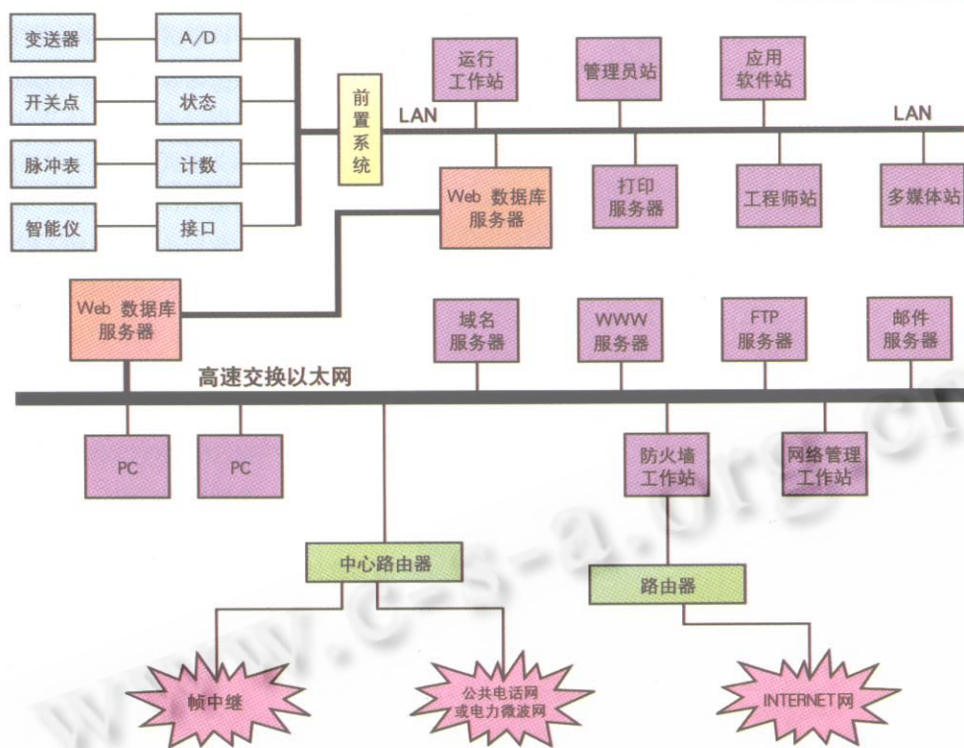 变送器
A/D
开关点
状态
脉冲表
计数
智能仪
接口
前
置
系
统
LAN
运行
工作站
管理员站
应用
软件站
LAN
Web 数据库
服务器
打印
服务器
工程师站
多媒体站
Web 数据库
服务器
域名
服务器
WWW
服务器
FTP
服务器
邮件
服务器
高速交换以太网
PC
PC
防火墙
工作站
网络管理
工作站
中心路由器
路由器
帧中继
公共电话网
或电力微波网
INTERNET网
www.c-s-a.org.cn